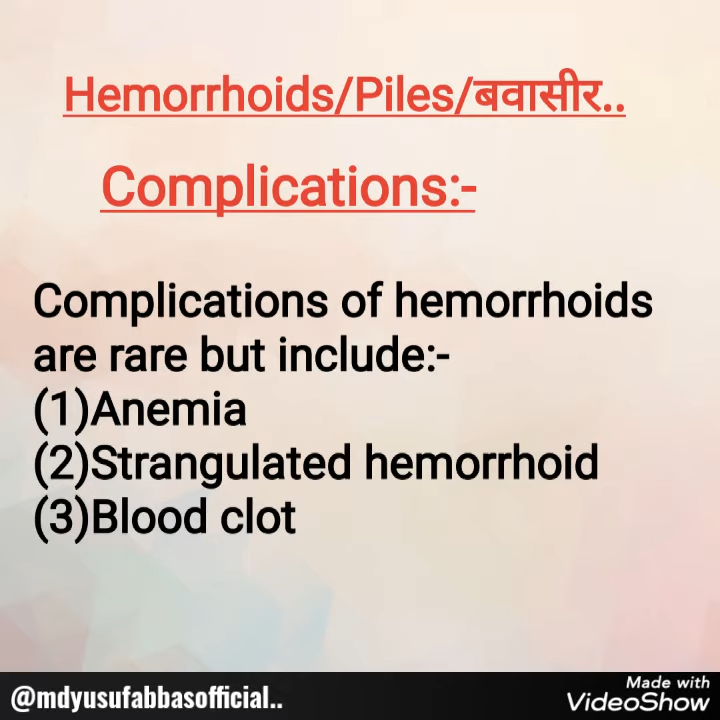 Hemorrhoids/Piles/बवासीर..
Complications:-
Complications of hemorrhoids
are rare but include:-
(1)Anemia
(2)Strangulated hemorrhoid
(3)Blood clot
@mdyusufabbasofficial..
Made with
VideoShow